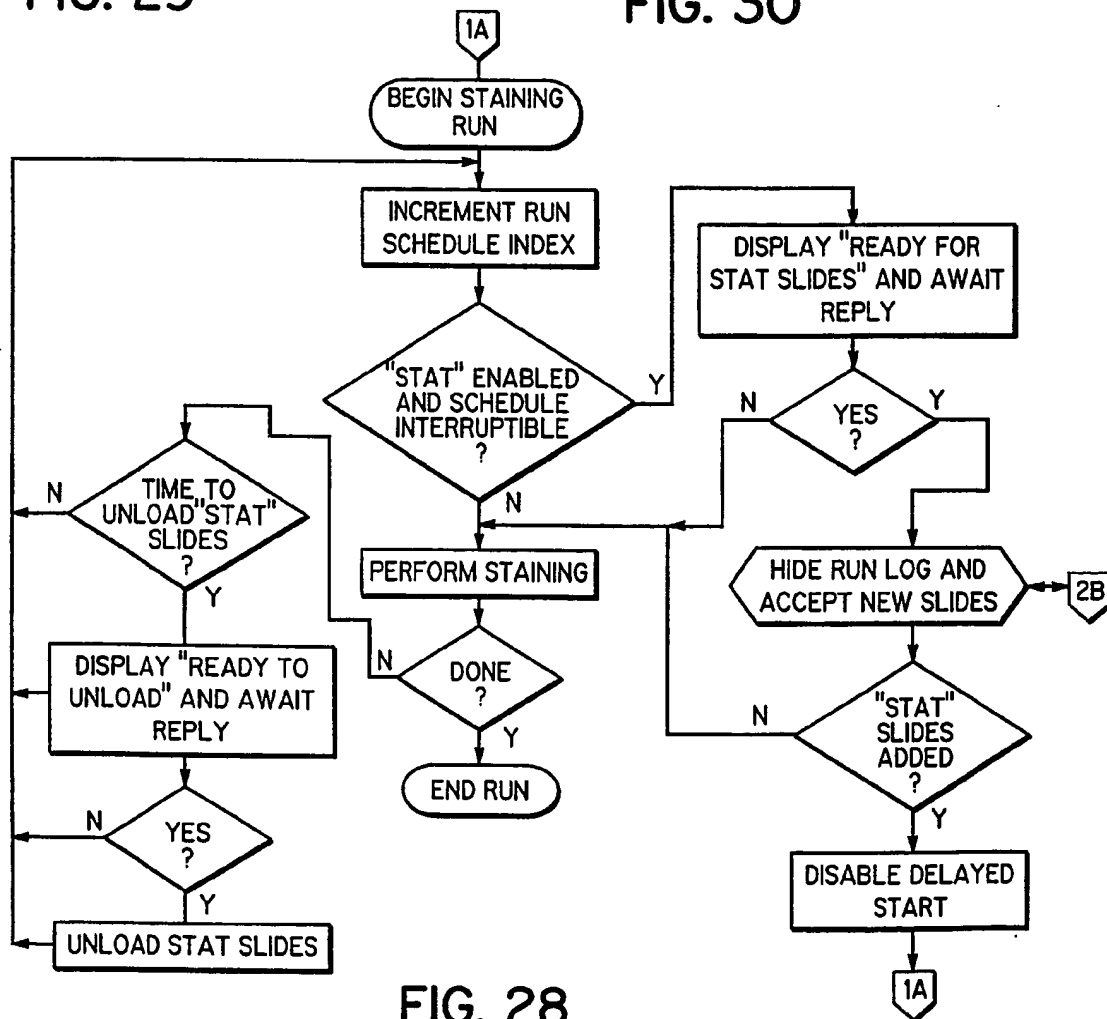 FIG. 29
FIG. 30
1A
BEGIN STAINING
RUN
INCREMENT RUN
SCHEDULE INDEX
"STAT" ENABLED
AND SCHEDULE
INTERRUPTIBLE
?
Y
N
DISPLAY "READY FOR
STAT SLIDES" AND AWAIT
REPLY
YES
?
N
Y
HIDE RUN LOG AND
ACCEPT NEW SLIDES
2B
"STAT"
SLIDES
ADDED
?
N
Y
DISABLE DELAYED
START
1A
PERFORM STAINING
DONE
?
N
Y
END RUN
TIME TO
UNLOAD "STAT"
SLIDES
?
N
Y
DISPLAY "READY TO
UNLOAD" AND AWAIT
REPLY
YES
?
N
Y
UNLOAD STAT SLIDES
FIG. 28